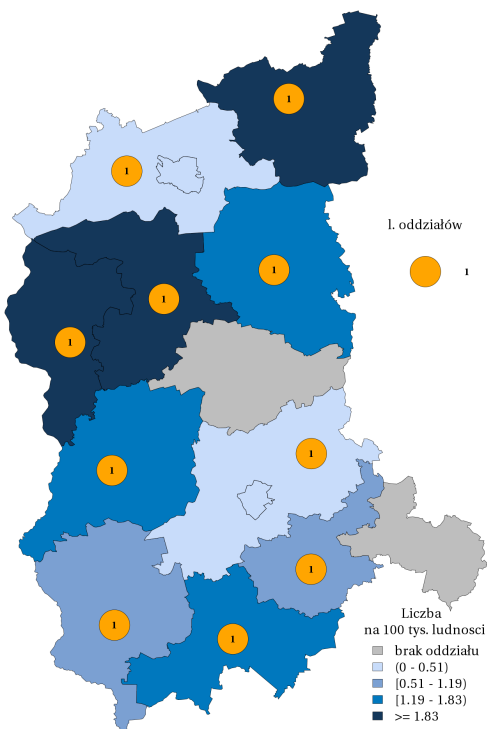 1
1
l. oddziałów
1
1
1
1
1
1
1
1
1
1
Liczba
na 100 tys. ludnosci
brak oddziału
(0 - 0.51)
[0.51 - 1.19)
[1.19 - 1.83)
>= 1.83